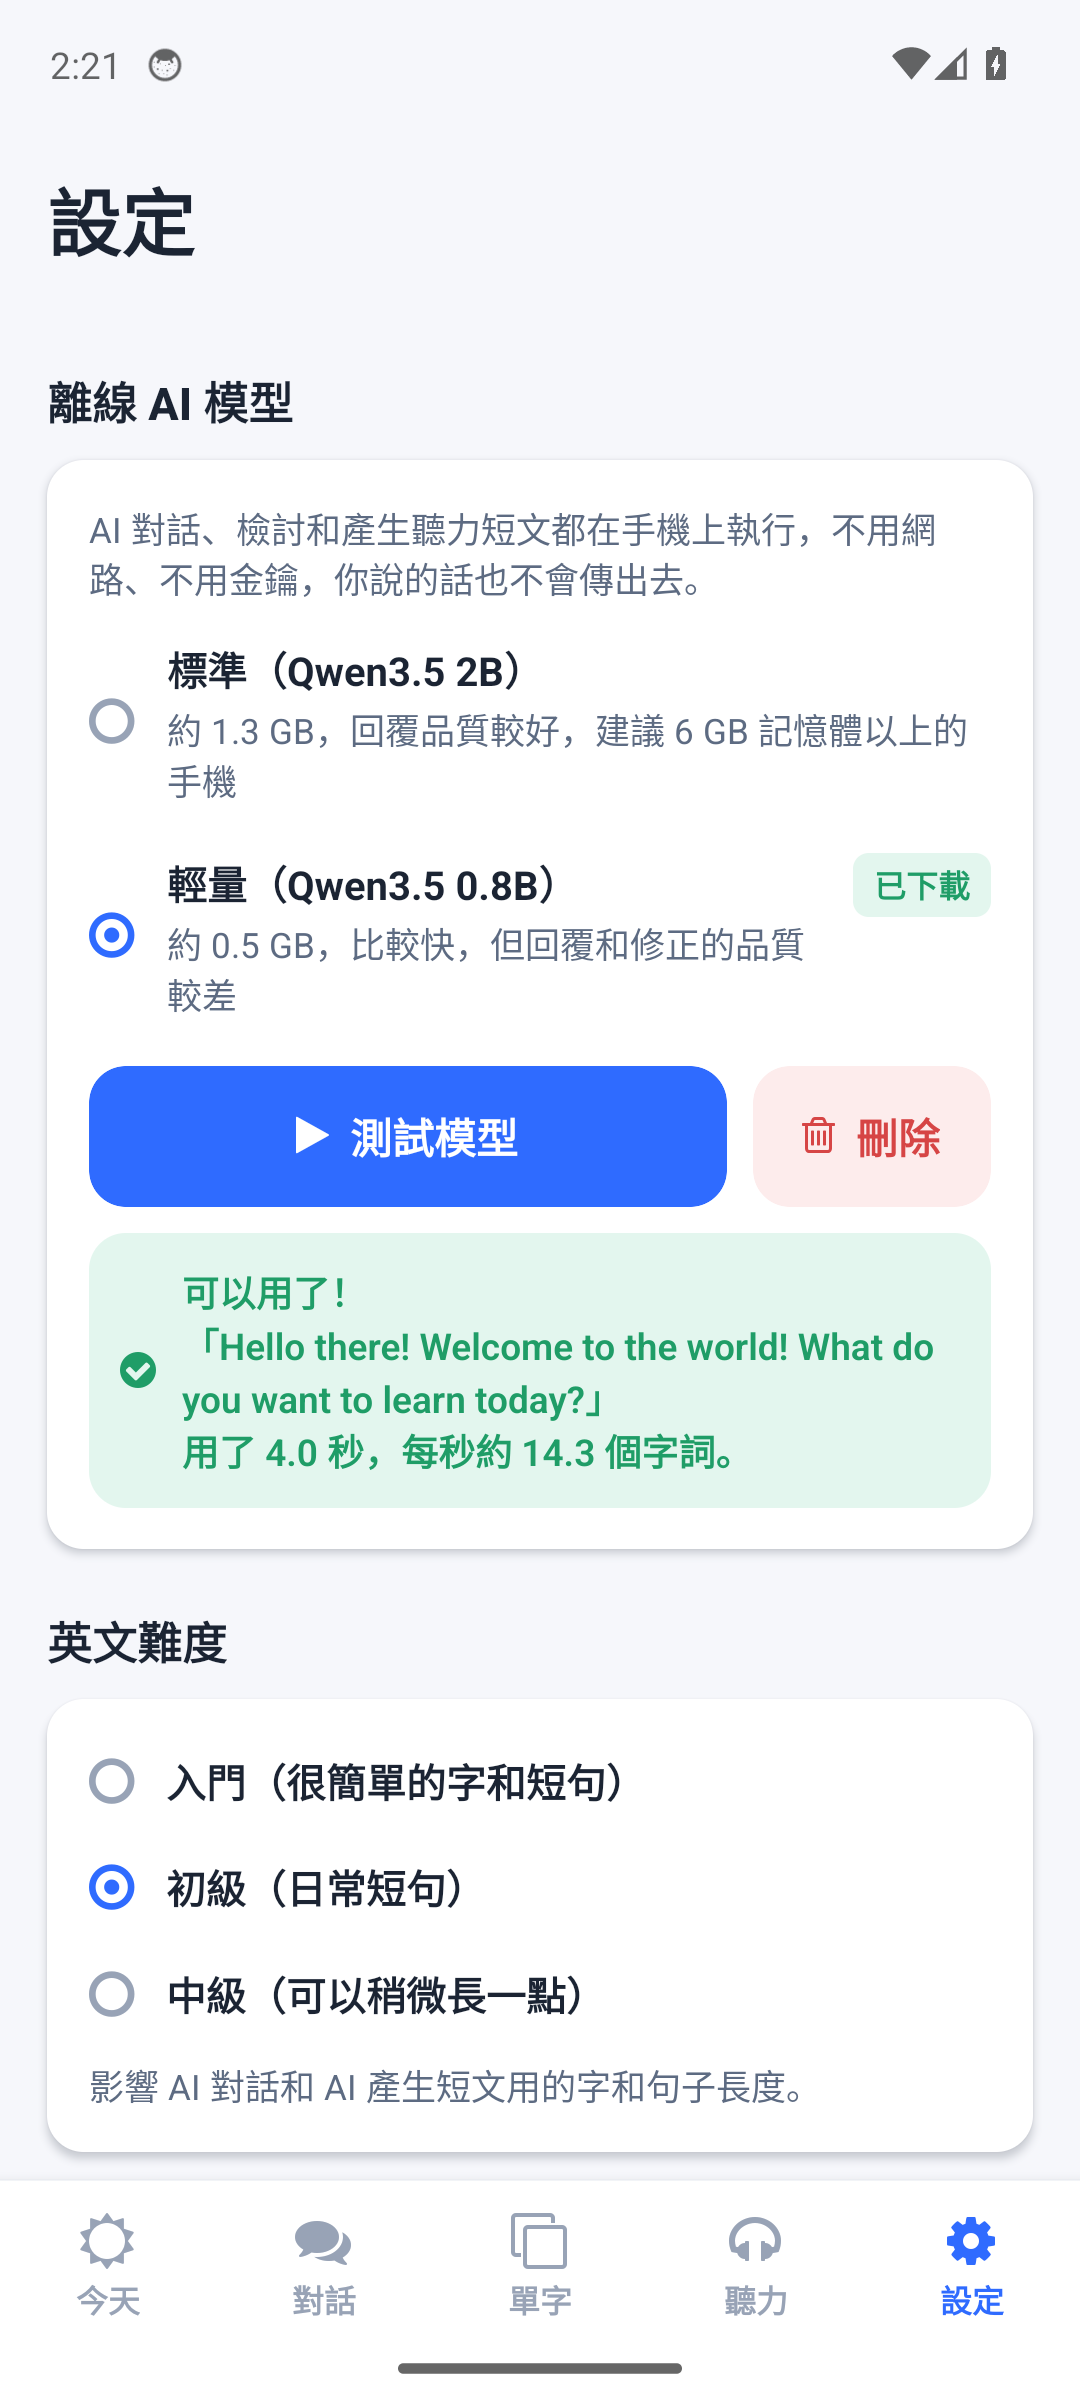 2:21
設定
離線 AI 模型
AI 對話、檢討和產生聽力短文都在手機上執行，不用網
路、不用金鑰，你說的話也不會傳出去。
標準（Qwen3.5 2B）
約 1.3 GB，回覆品質較好，建議 6 GB 記憶體以上的
手機
輕量（Qwen3.5 0.8B）
已下載
約 0.5 GB，比較快，但回覆和修正的品質
較差
測試模型
刪除
可以用了！
「Hello there! Welcome to the world! What do
you want to learn today?」
用了 4.0 秒，每秒約 14.3 個字詞。
英文難度
入門（很簡單的字和短句）
初級（日常短句）
中級（可以稍微長一點）
影響 AI 對話和 AI 產生短文用的字和句子長度。
今天
對話
單字
聽力
設定